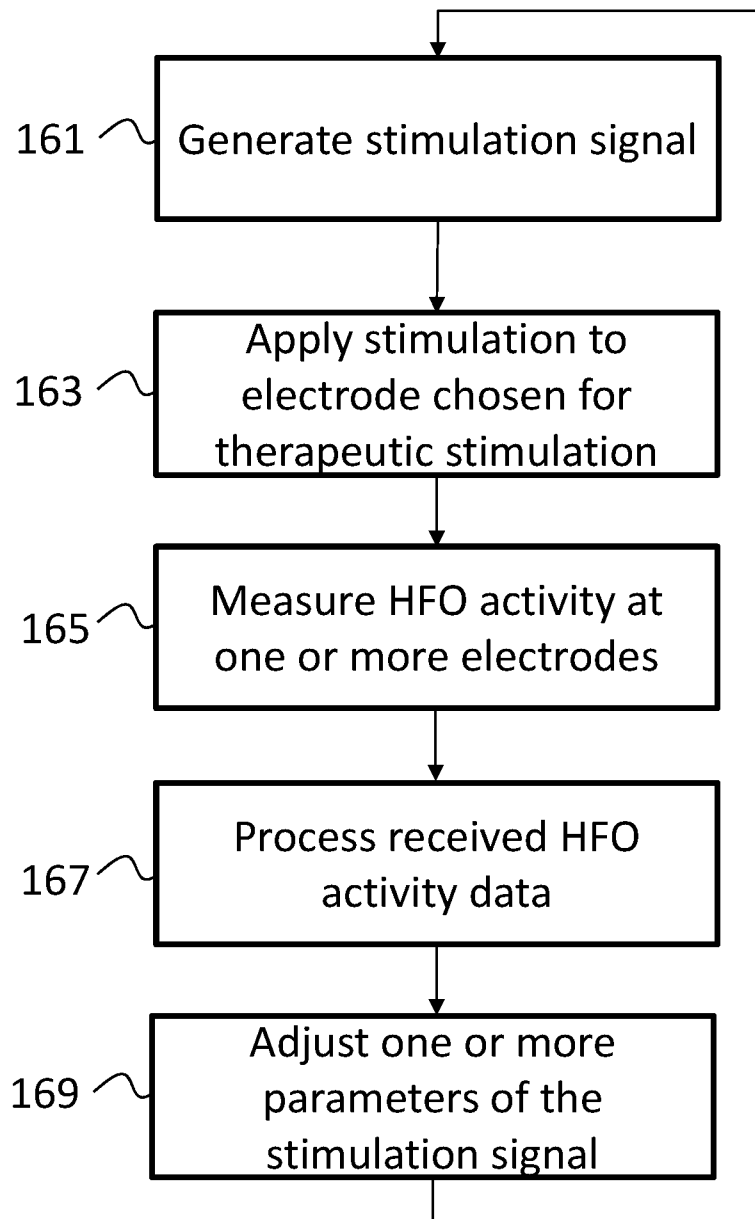 161
Generate stimulation signal
163
Apply stimulation to
electrode chosen for
therapeutic stimulation
165
Measure HFO activity at
one or more electrodes
167
Process received HFO
activity data
169
Adjust one or more
parameters of the
stimulation signal